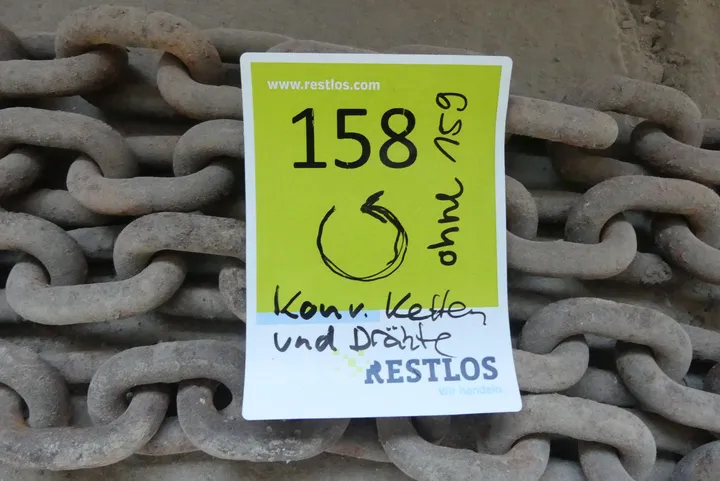 www.restlos.com
158
ohne 159
Konv. Ketten
und Drähte
RESTLOS
Wir handeln.